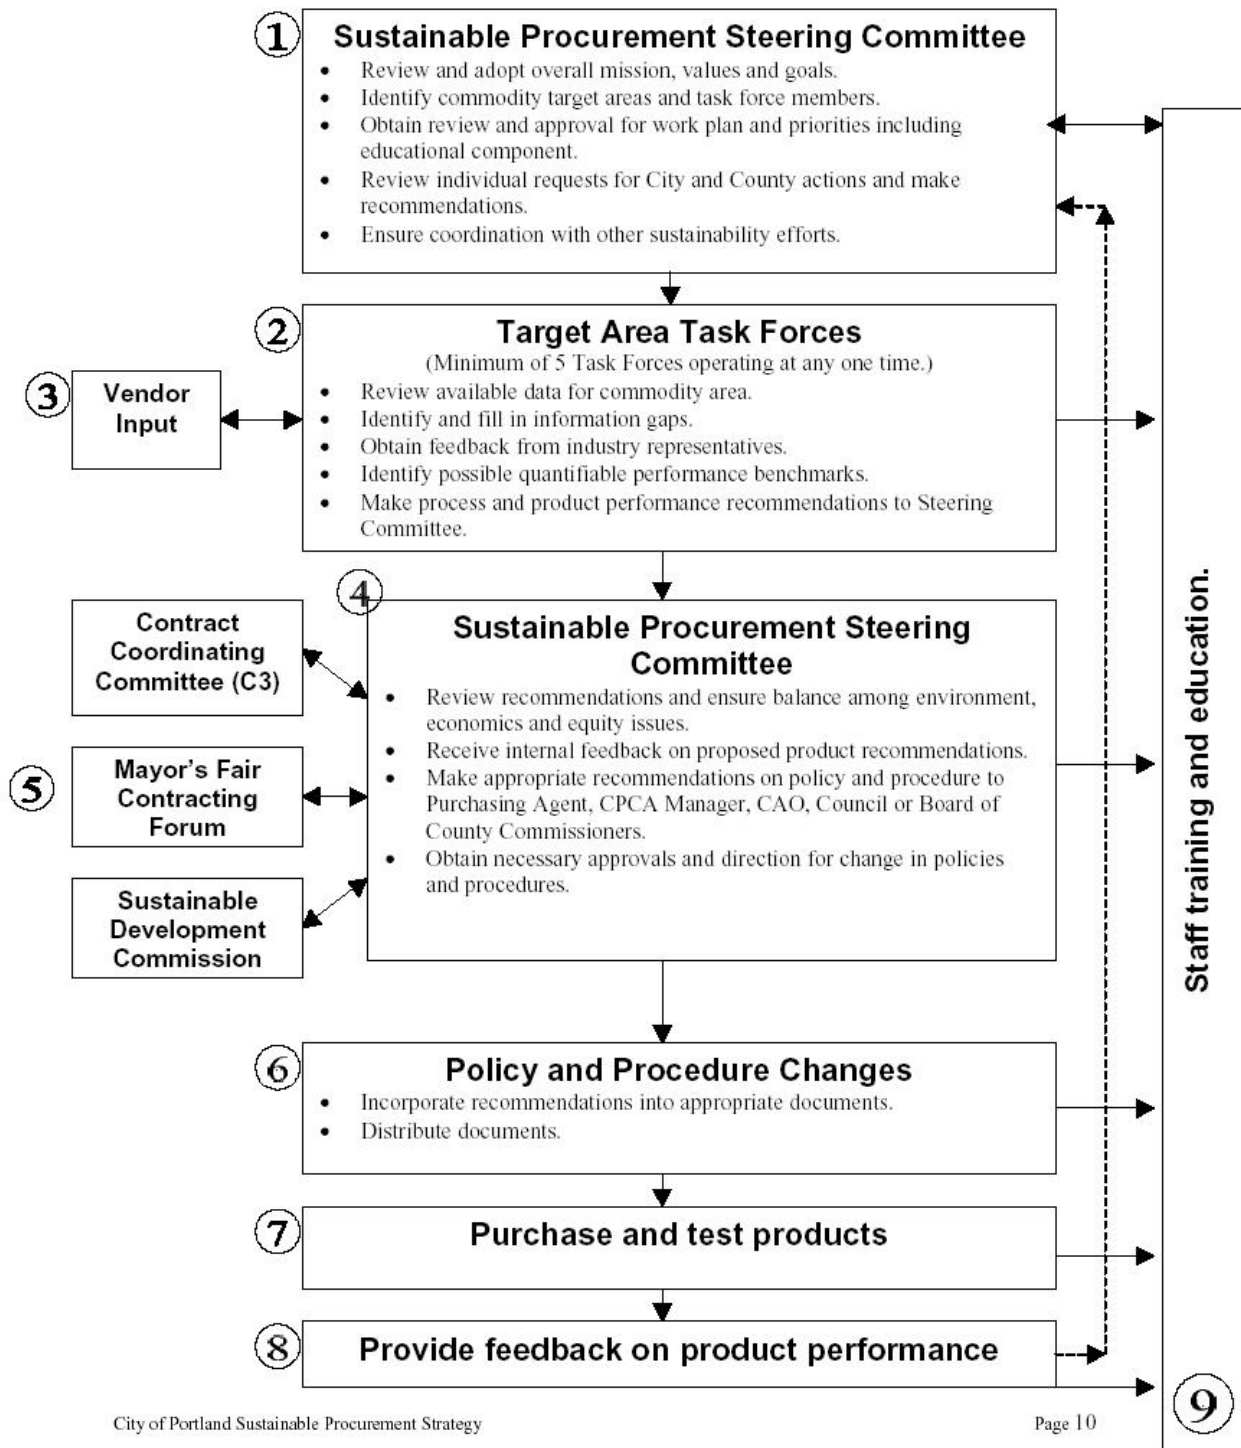 1
Sustainable Procurement Steering Committee
• Review and adopt overall mission, values and goals.
• Identify commodity target areas and task force members.
• Obtain review and approval for work plan and priorities including
educational component.
• Review individual requests for City and County actions and make
recommendations.
• Ensure coordination with other sustainability efforts.
2
Target Area Task Forces
(Minimum of 5 Task Forces operating at any one time.)
• Review available data for commodity area.
• Identify and fill in information gaps.
• Obtain feedback from industry representatives.
• Identify possible quantifiable performance benchmarks.
• Make process and product performance recommendations to Steering
Committee.
3
Vendor
Input
4
Sustainable Procurement Steering
Committee
• Review recommendations and ensure balance among environment,
economics and equity issues.
• Receive internal feedback on proposed product recommendations.
• Make appropriate recommendations on policy and procedure to
Purchasing Agent, CPCA Manager, CAO, Council or Board of
County Commissioners.
• Obtain necessary approvals and direction for change in policies
and procedures.
Contract
Coordinating
Committee (C3)
5
Mayor's Fair
Contracting
Forum
Sustainable
Development
Commission
6
Policy and Procedure Changes
• Incorporate recommendations into appropriate documents.
• Distribute documents.
7
Purchase and test products
8
Provide feedback on product performance
Staff training and education.
9
City of Portland Sustainable Procurement Strategy
Page 10